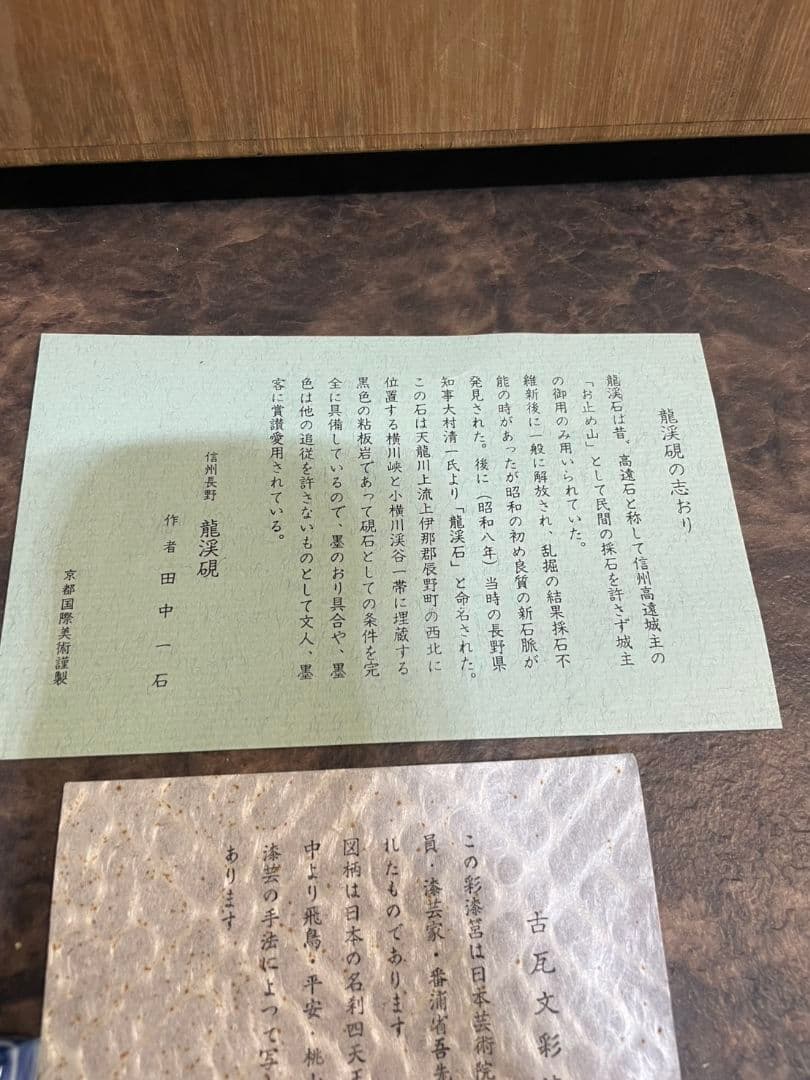 龍渓硯の志おり
龍渓石は昔、高遠石と称して信州高遠城主の
「お止め山」として民間の採石を許さず城主
の御用のみ用いられていた。
維新後に一般に解放され、乱掘の結果採石不
能の時があったが昭和の初め良質の新石脈が
発見された。後に（昭和八年）当時の長野県
知事大村清一氏より「龍渓石」と命名された。
この石は天龍川上流上伊那郡辰野町の西北に
位置する横川峡と小横川渓谷一帯に埋蔵する
黒色の粘板岩であって硯石としての条件を完
全に具備しているので、墨のおり具合や、墨
色は他の追従を許さないものとして文人、墨
客に賞讃愛用されている。
信州長野 龍渓硯
作者 田中一石
京都国際美術謹製
古瓦文彩
この彩漆筥は日本芸術院
員・漆芸家・番浦省吾先
れたものであります
図柄は日本の名刹四天王
中より飛鳥・平安・桃山
漆芸の手法によって写
あります